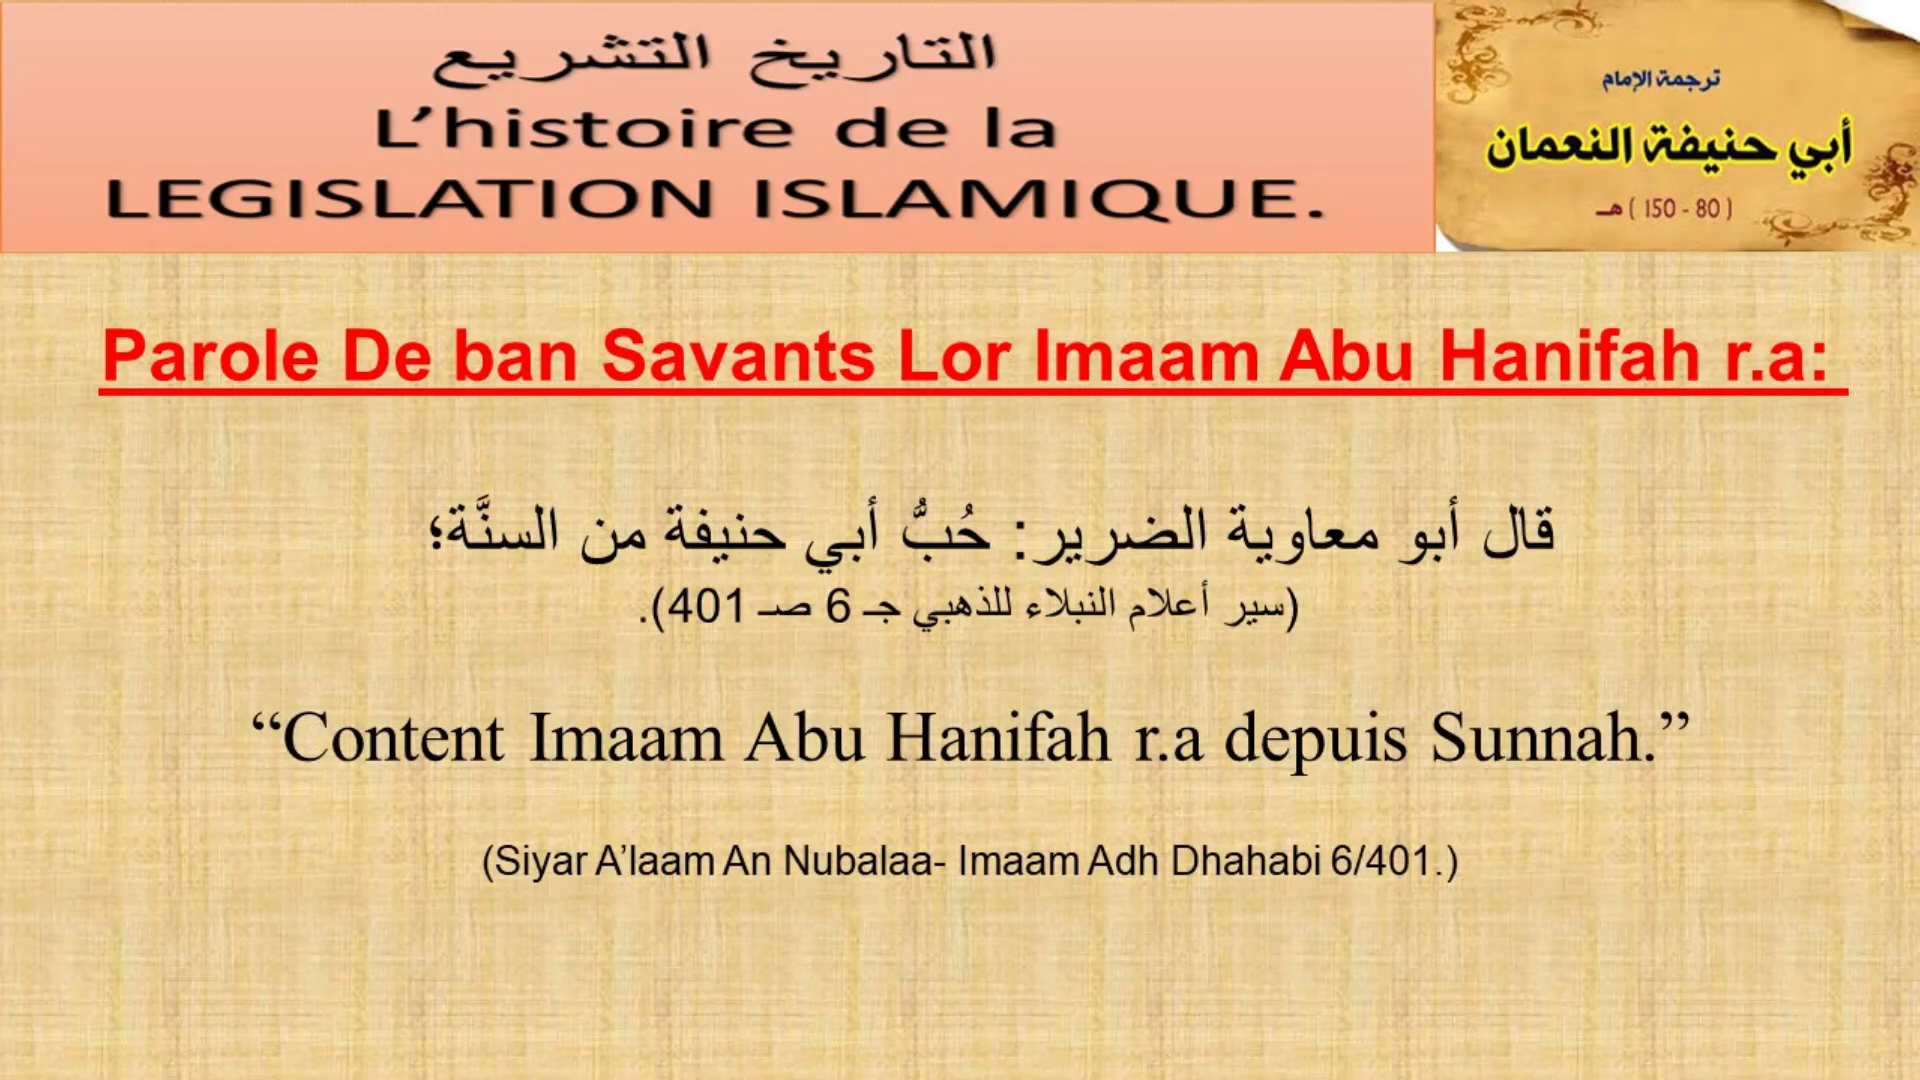 التاريخ التشريع
L’histoire de la
LEGISLATION ISLAMIQUE.
ترجمة الإمام
أبي حنيفة النعمان
( 80 - 150 ) هـ
Parole De ban Savants Lor Imaam Abu Hanifah r.a:
قال أبو معاوية الضرير: حُبُّ أبي حنيفة من السنَّة؛
(سير أعلام النبلاء للذهبي جـ 6 صـ 401).
“Content Imaam Abu Hanifah r.a depuis Sunnah.”
(Siyar A’laam An Nubalaa- Imaam Adh Dhahabi 6/401.)